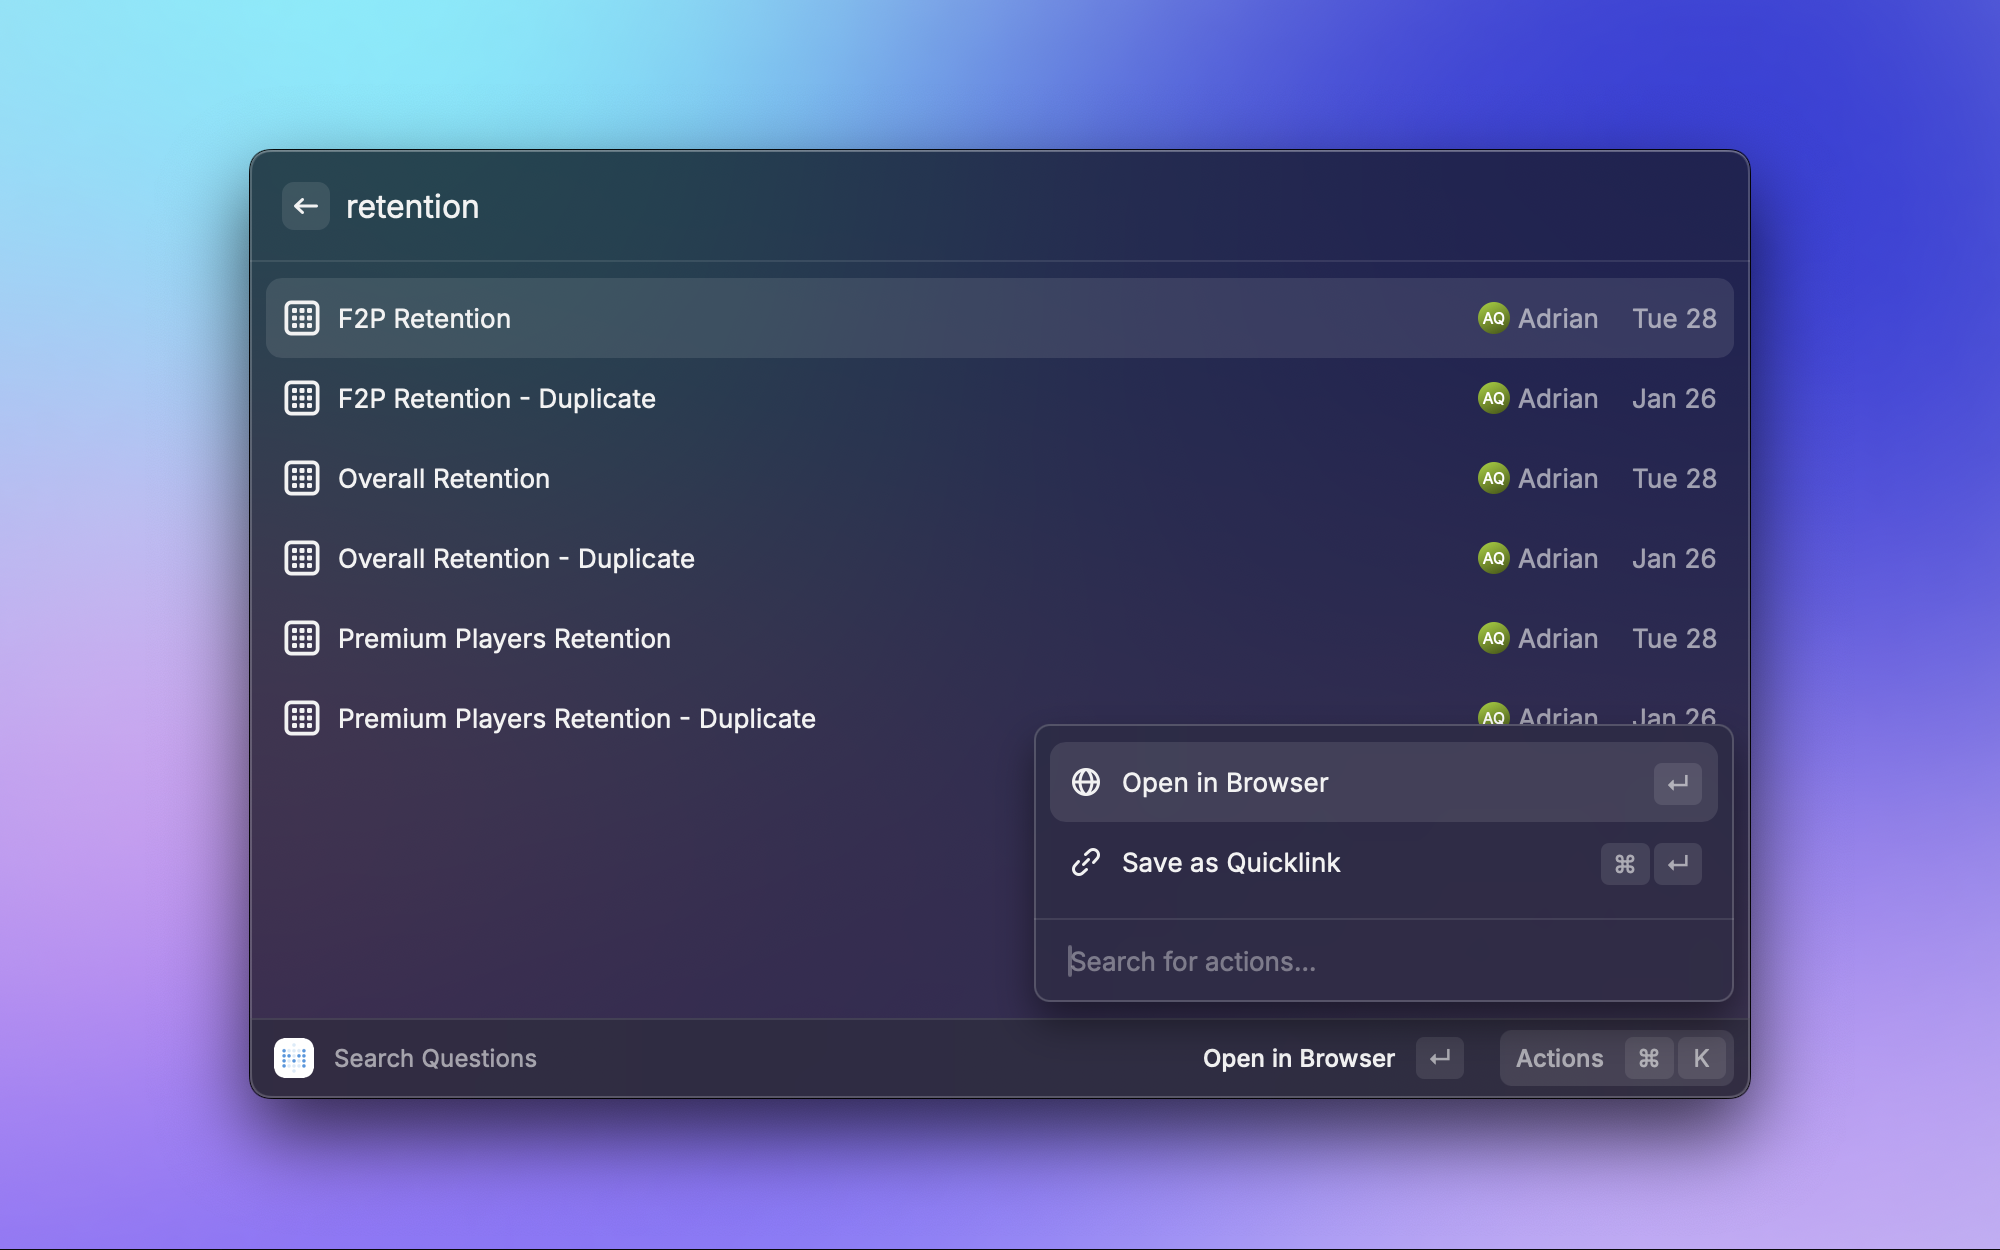 retention
F2P Retention AQ Adrian Tue 28
F2P Retention - Duplicate AQ Adrian Jan 26
Overall Retention AQ Adrian Tue 28
Overall Retention - Duplicate AQ Adrian Jan 26
Premium Players Retention AQ Adrian Tue 28
Premium Players Retention - Duplicate AQ Adrian Jan 26
Open in Browser ↵
Save as Quicklink ⌘ ↵
Search for actions...
Search Questions Open in Browser ↵ Actions ⌘ K